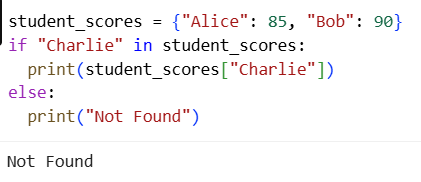 student_scores = {"Alice": 85, "Bob": 90}
if "Charlie" in student_scores:
  print(student_scores["Charlie"])
else:
  print("Not Found")
Not Found